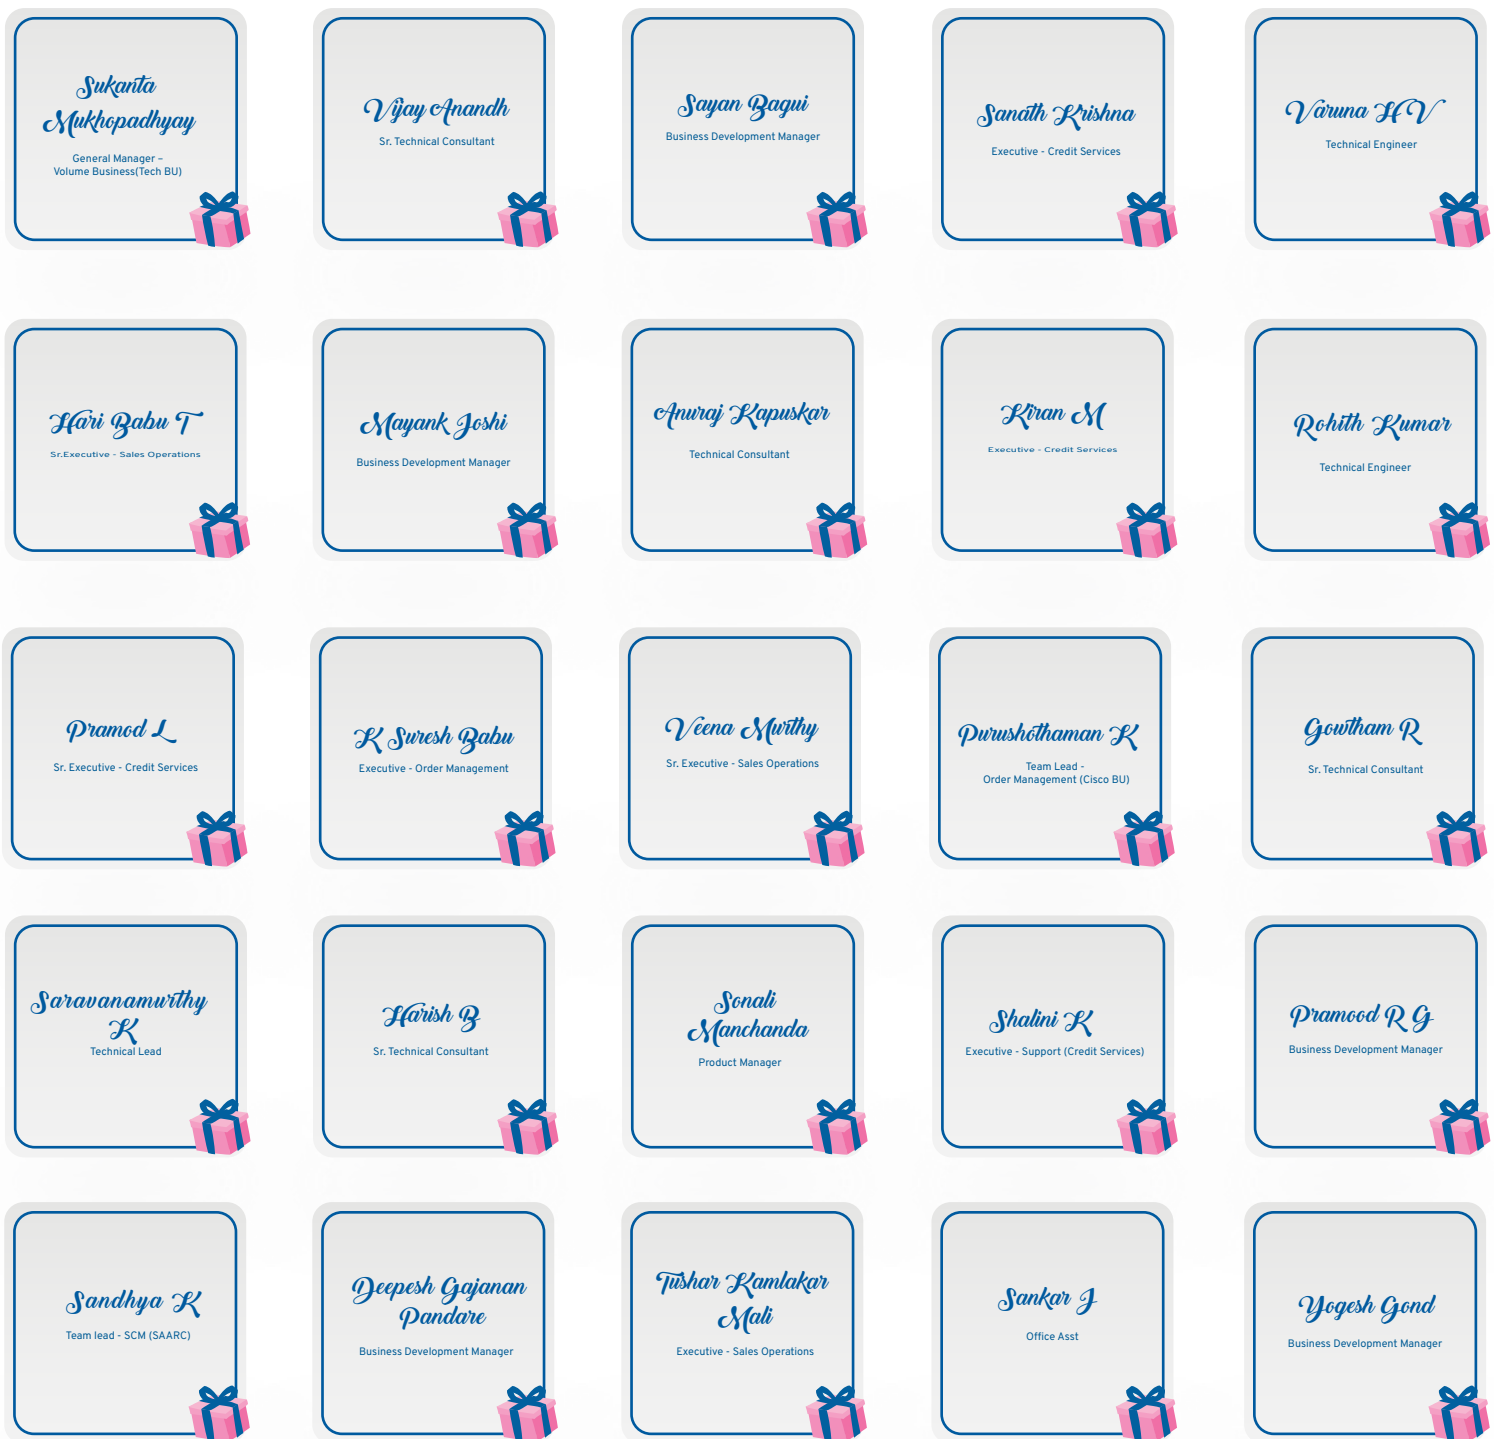 Sukanta
Mukhopadhyay
General Manager –
Volume Business(Tech BU)
Vijay Anandh
Sr. Technical Consultant
Sayan Bagui
Business Development Manager
Sanath Krishna
Executive - Credit Services
Varuna H V
Technical Engineer
Hari Babu T
Sr.Executive - Sales Operations
Mayank Joshi
Business Development Manager
Anuraj Kapuskar
Technical Consultant
Kiran M
Executive - Credit Services
Rohith Kumar
Technical Engineer
Pramod L
Sr. Executive - Credit Services
K Suresh Babu
Executive - Order Management
Veena Murthy
Sr. Executive - Sales Operations
Purushothaman K
Team Lead -
Order Management (Cisco BU)
Gowtham R
Sr. Technical Consultant
Saravanamurthy
K
Technical Lead
Harish B
Sr. Technical Consultant
Sonali
Manchanda
Product Manager
Shalini K
Executive - Support (Credit Services)
Pramood R G
Business Development Manager
Sandhya K
Team lead - SCM (SAARC)
Deepesh Gajanan
Pandare
Business Development Manager
Tushar Kamlakar
Mali
Executive - Sales Operations
Sankar J
Office Asst
Yogesh Gond
Business Development Manager